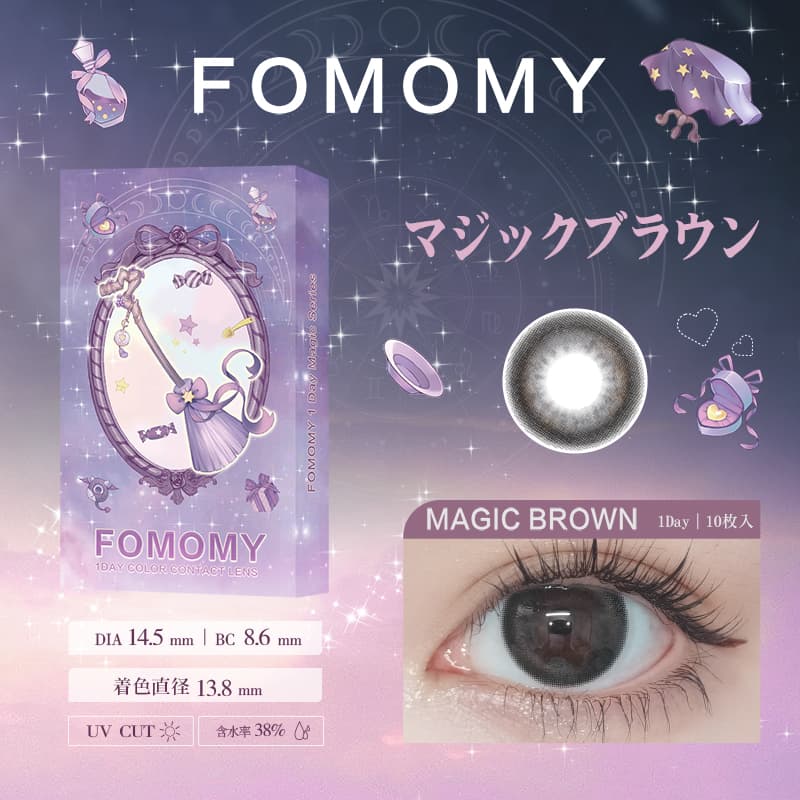 FOMOMY
マジックブラウン
FOMOMY 1 Day Magic Series
FOMOMY
1DAY COLOR CONTACT LENS
MAGIC BROWN 1Day | 10枚入
DIA 14.5 mm | BC 8.6 mm
着色直径 13.8 mm
UV CUT
含水率 38%